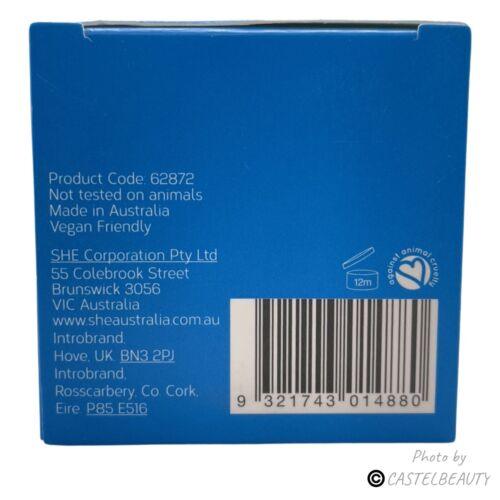 Product Code: 62872
Not tested on animals
Made in Australia
Vegan Friendly
SHE Corporation Pty Ltd
55 Colebrook Street
Brunswick 3056
VIC Australia
www.sheaustralia.com.au
Introbrand,
Hove, UK. BN3 2PJ
Introbrand,
Rosscarbery, Co. Cork,
Eire. P85 E516
12m
against animal cruelty
9 321743 014880
Photo by
© CASTELBEAUTY